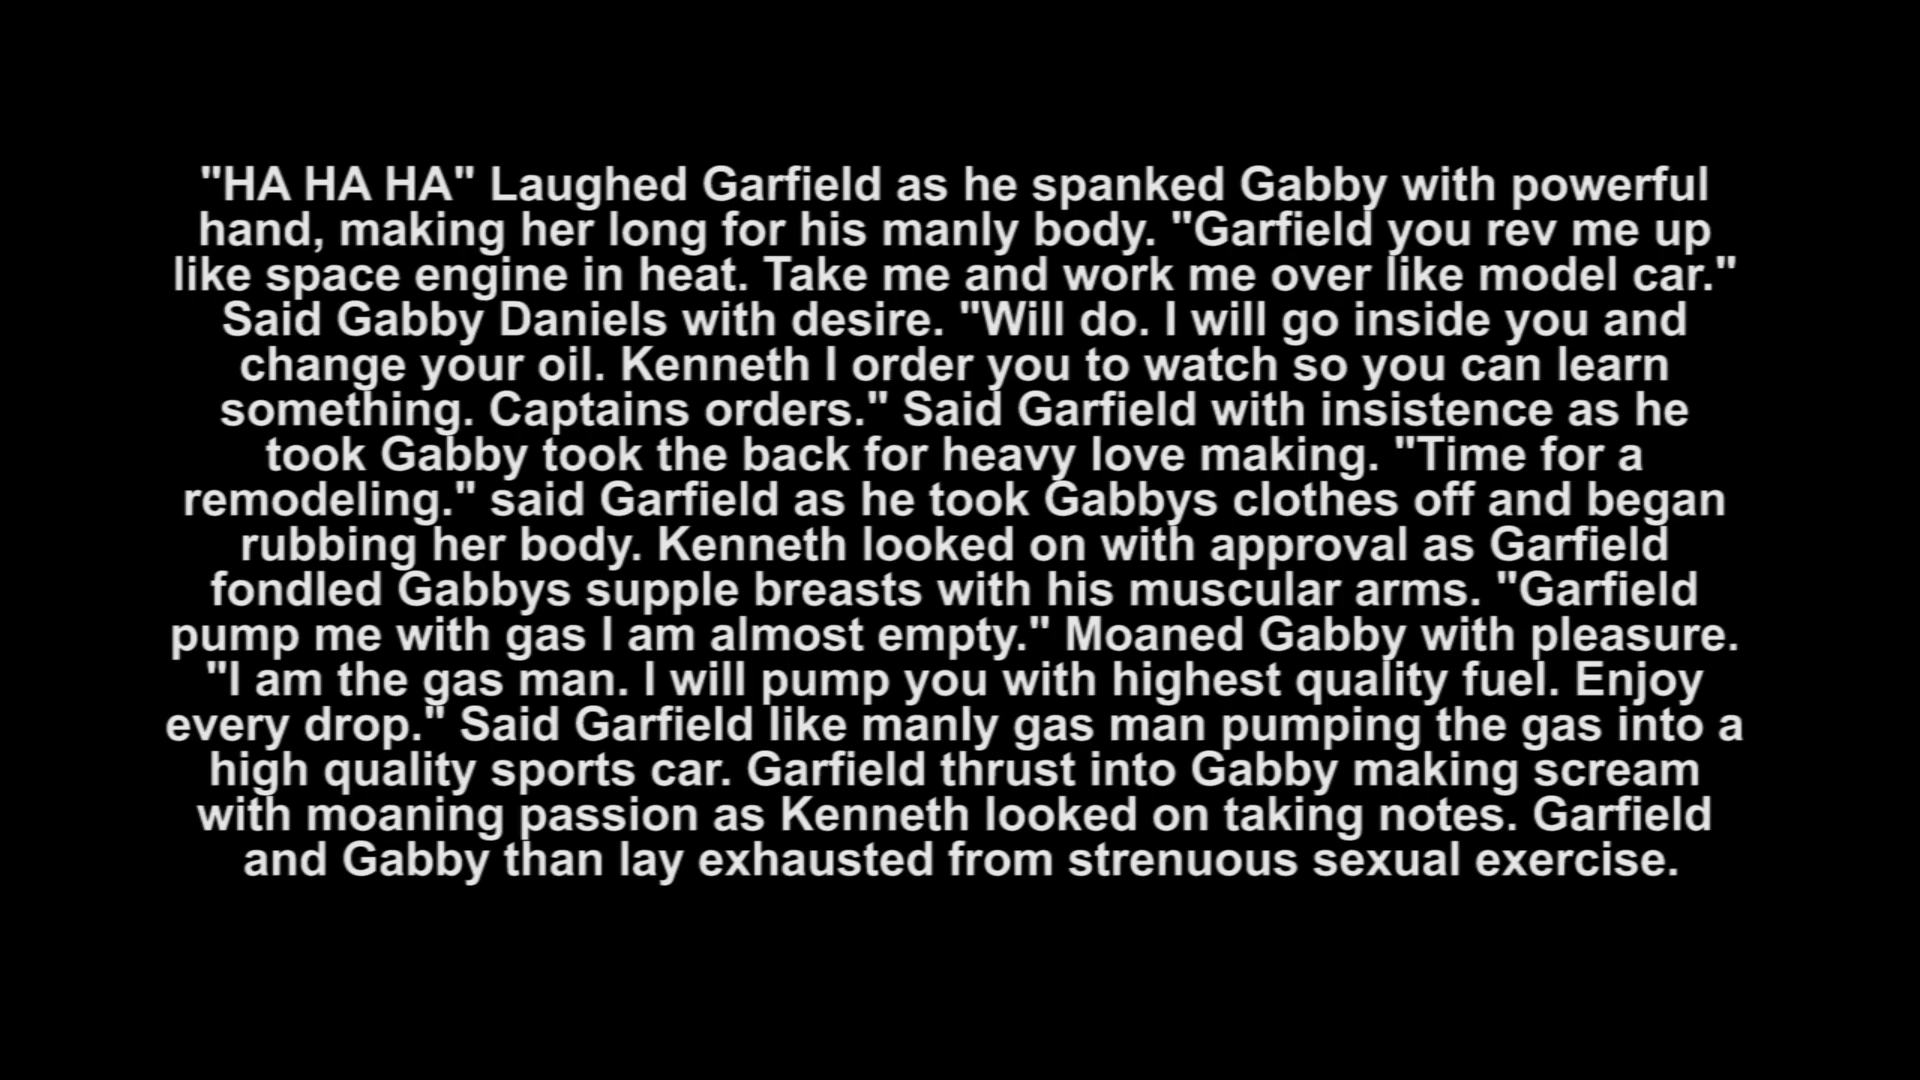 "HA HA HA" Laughed Garfield as he spanked Gabby with powerful
hand, making her long for his manly body. "Garfield you rev me up
like space engine in heat. Take me and work me over like model car."
Said Gabby Daniels with desire. "Will do. I will go inside you and
change your oil. Kenneth I order you to watch so you can learn
something. Captains orders." Said Garfield with insistence as he
took Gabby took the back for heavy love making. "Time for a
remodeling." said Garfield as he took Gabbys clothes off and began
rubbing her body. Kenneth looked on with approval as Garfield
fondled Gabbys supple breasts with his muscular arms. "Garfield
pump me with gas I am almost empty." Moaned Gabby with pleasure.
"I am the gas man. I will pump you with highest quality fuel. Enjoy
every drop." Said Garfield like manly gas man pumping the gas into a
high quality sports car. Garfield thrust into Gabby making scream
with moaning passion as Kenneth looked on taking notes. Garfield
and Gabby than lay exhausted from strenuous sexual exercise.